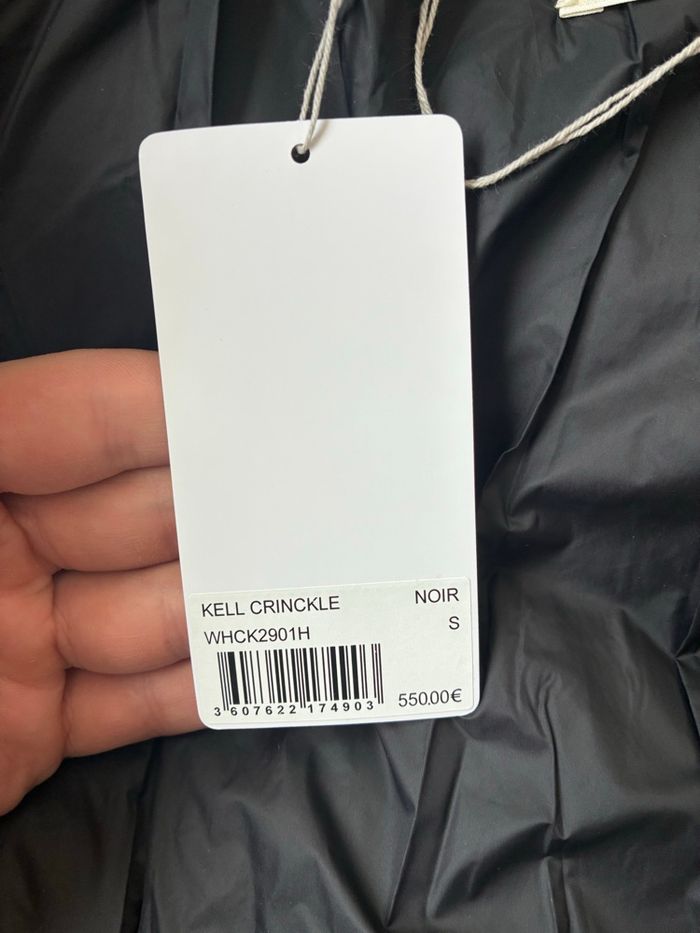 KELL CRINCKLE NOIR
WHCK2901H S
3 607622 174903 550.00€